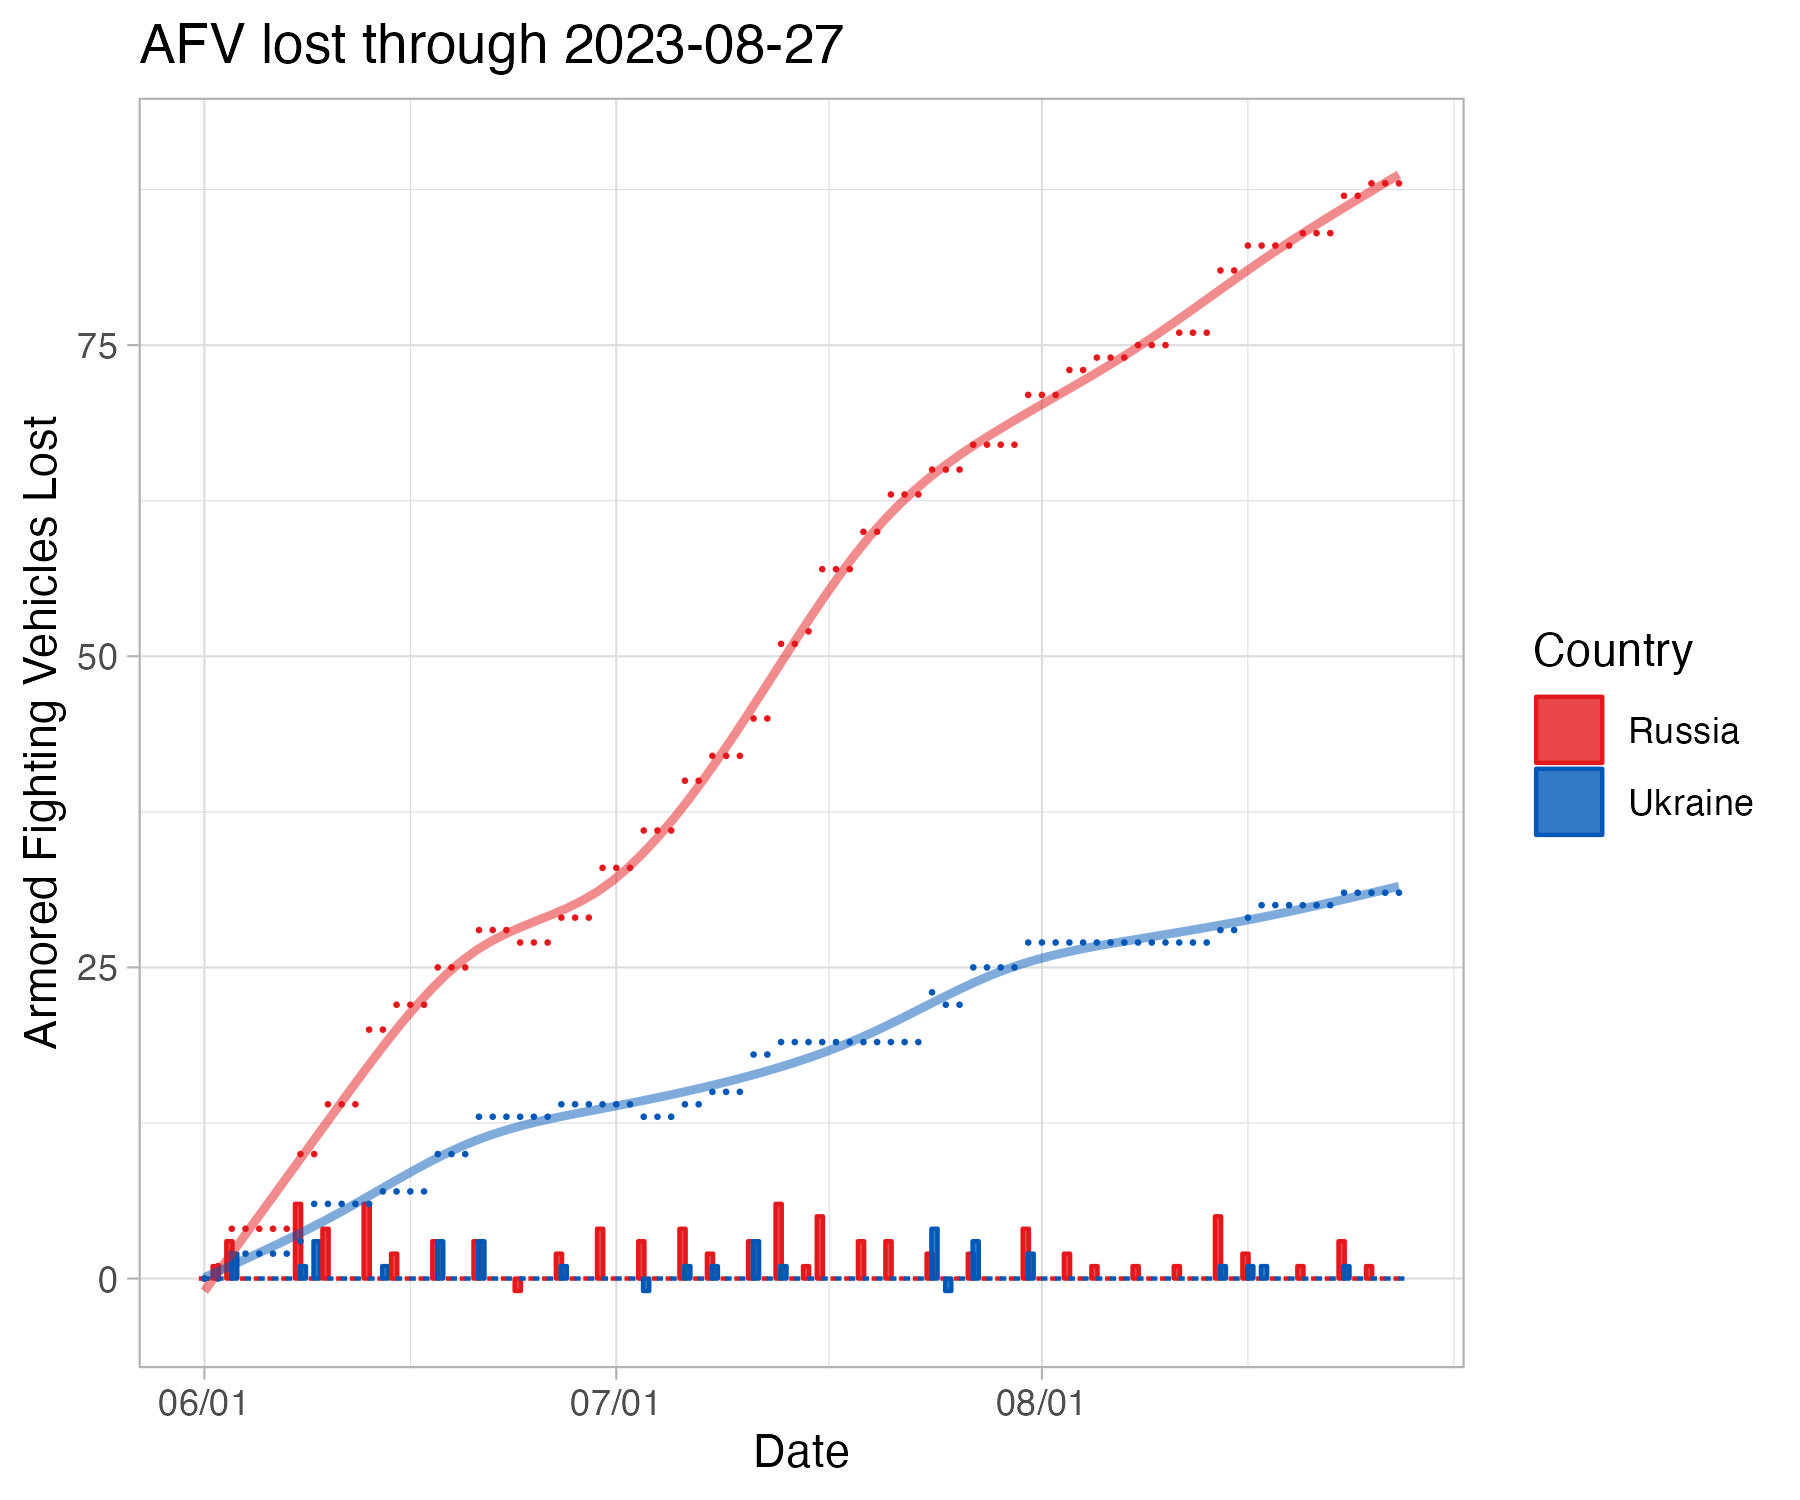 AFV lost through 2023-08-27
Armored Fighting Vehicles Lost
75
50
25
0
06/01
07/01
08/01
Date
Country
Russia
Ukraine